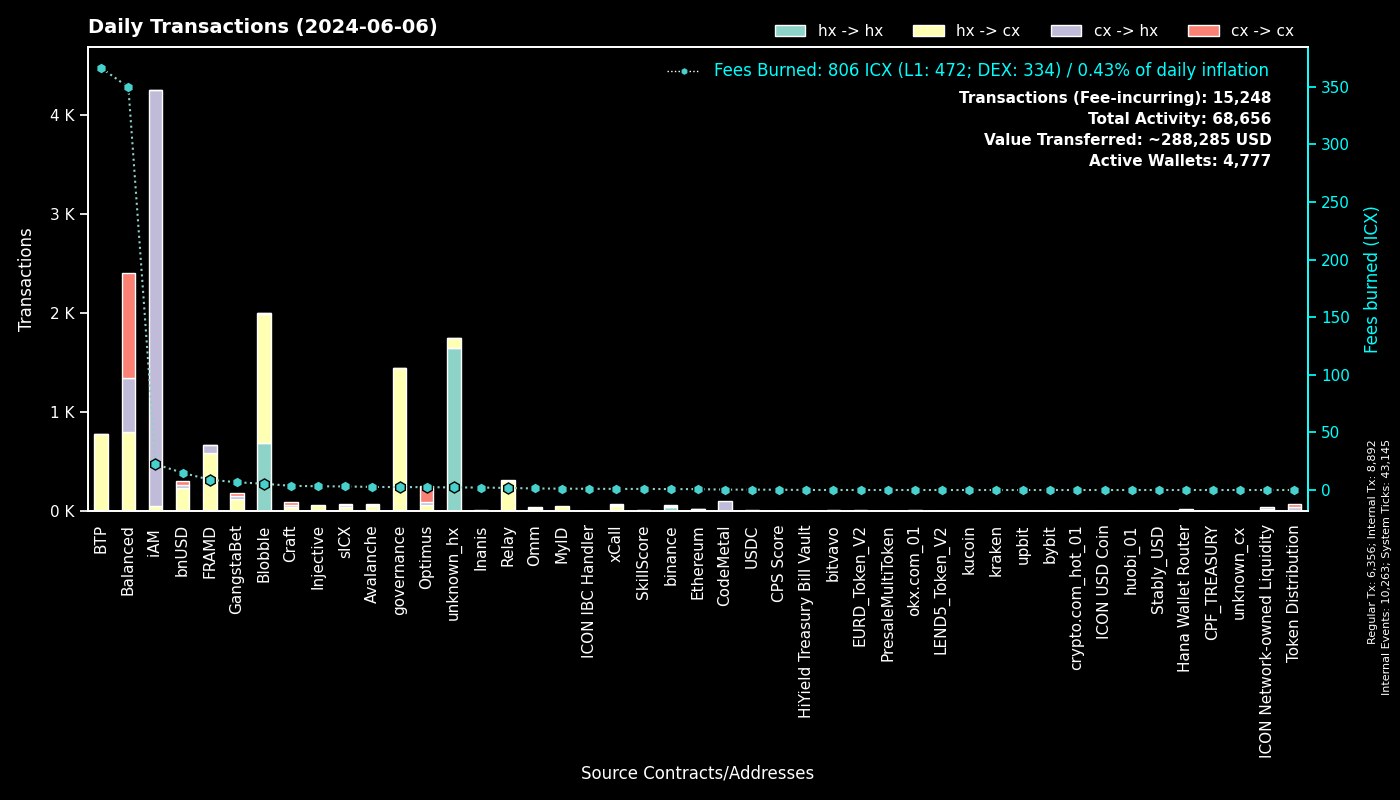 Daily Transactions (2024-06-06)
hx -> hx
hx -> cx
cx -> hx
cx -> cx
Fees Burned: 806 ICX (L1: 472; DEX: 334) / 0.43% of daily inflation
Transactions (Fee-incurring): 15,248
Total Activity: 68,656
Value Transferred: ~288,285 USD
Active Wallets: 4,777
Transactions
4 K
3 K
2 K
1 K
0 K
350
300
250
200
150
100
50
0
Fees burned (ICX)
Regular Tx: 6,356; Internal Tx: 8,892
Internal Events: 10,263; System Ticks: 43,145
BTP
Balanced
IAM
bnUSD
FRAMD
GangstaBet
Blobble
Craft
Injective
sICX
Avalanche
governance
Optimus
unknown_hx
Inanis
Relay
Omm
MyID
ICON IBC Handler
xCall
SkillScore
binance
Ethereum
CodeMetal
USDC
CPS Score
HiYield Treasury Bill Vault
bitvavo
EURD_Token_V2
PresaleMultiToken
okx.com_01
LEND5_Token_V2
kucoin
kraken
upbit
bybit
crypto.com_hot_01
ICON USD Coin
huobi_01
Stably_USD
Hana Wallet Router
CPF_TREASURY
unknown_cx
ICON Network-owned Liquidity
Token Distribution
Source Contracts/Addresses